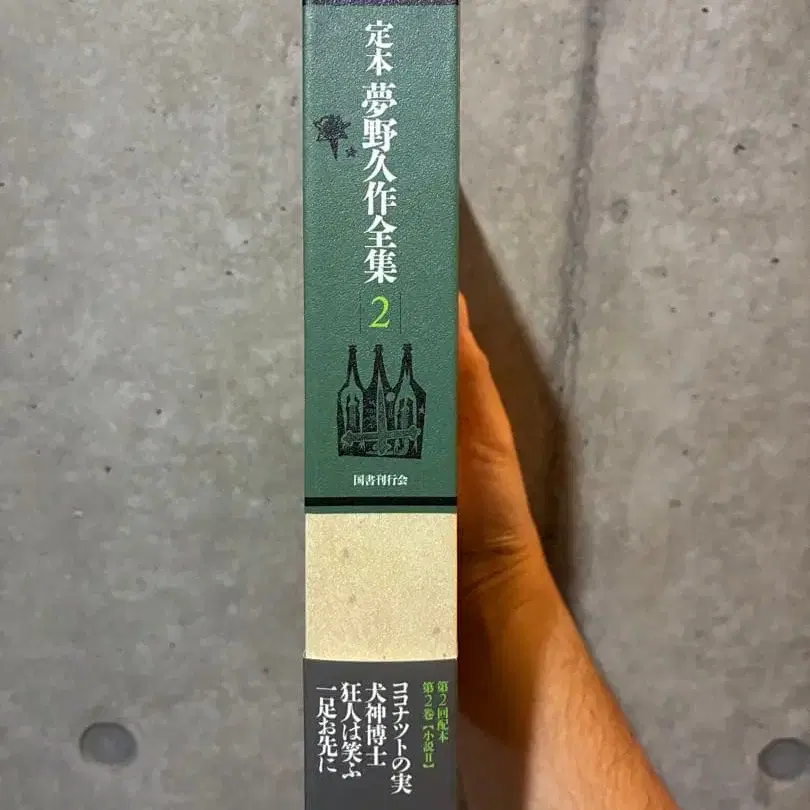 定本 夢野久作全集
2
国書刊行会
第2回配本
第2巻【小説Ⅱ】
ココナットの実
犬神博士
狂人は笑ふ
一足お先に